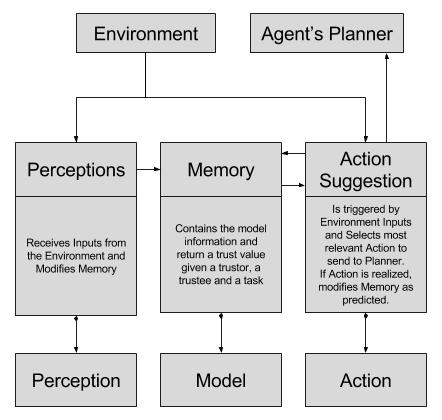 Environment
Agent's Planner
Perceptions
Receives Inputs from
the Environment and
Modifies Memory
Memory
Contains the model
information and
return a trust value
given a trustor, a
trustee and a task
Action
Suggestion
Is triggered by
Environment Inputs
and Selects most
relevant Action to
send to Planner.
If Action is realized,
modifies Memory as
predicted.
Perception
Model
Action